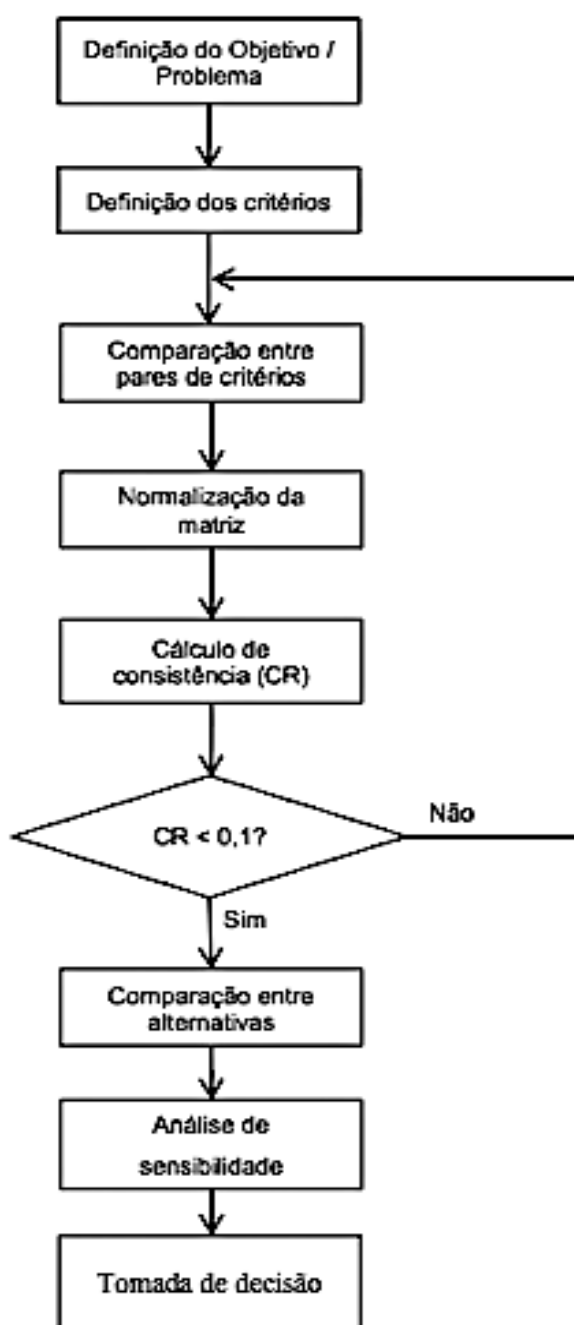 Definição do Objetivo /
Problema
Definição dos critérios
Comparação entre
pares de critérios
Normalização da
matriz
Cálculo de
consistência (CR)
CR < 0,1?
Não
Sim
Comparação entre
alternativas
Análise de
sensibilidade
Tomada de decisão